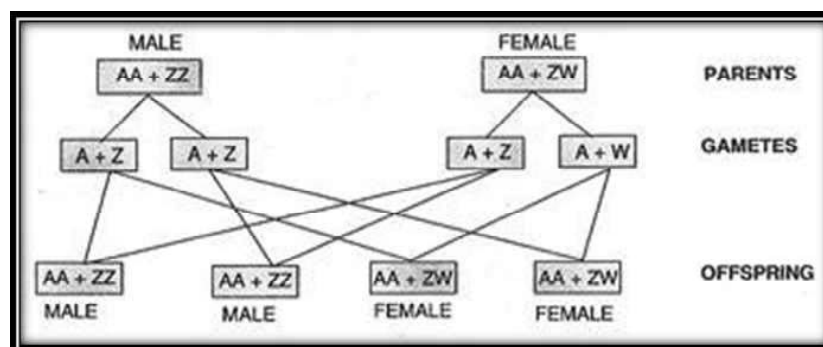 MALE FEMALE
AA + ZZ AA + ZW PARENTS
A + Z A + Z A + Z A + W GAMETES
AA + ZZ AA + ZZ AA + ZW AA + ZW OFFSPRING
MALE MALE FEMALE FEMALE